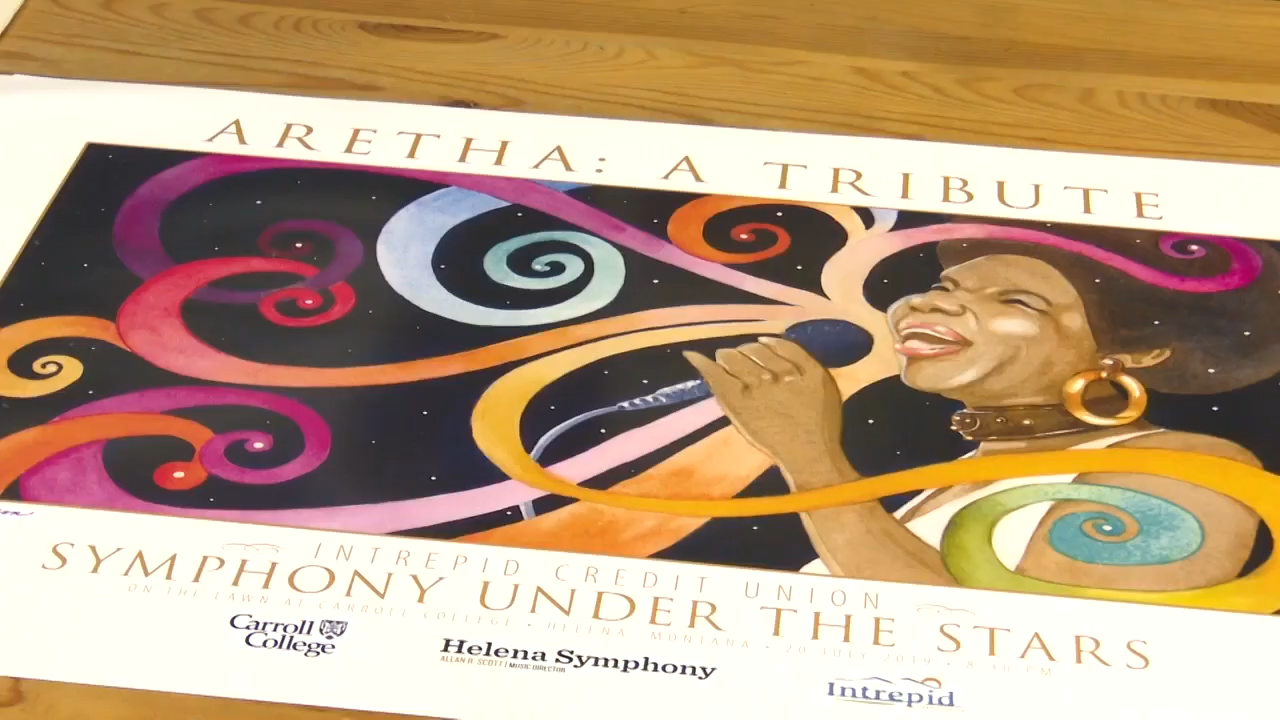 ARETHA: A TRIBUTE
INTREPID CREDIT UNION
SYMPHONY UNDER THE STARS
ON THE LAWN AT CARROLL COLLEGE • HELENA, MONTANA • 20 JULY 2019 • 8:30 PM
Carroll
College
Helena Symphony
ALLAN R. SCOTT | MUSIC DIRECTOR
Intrepid